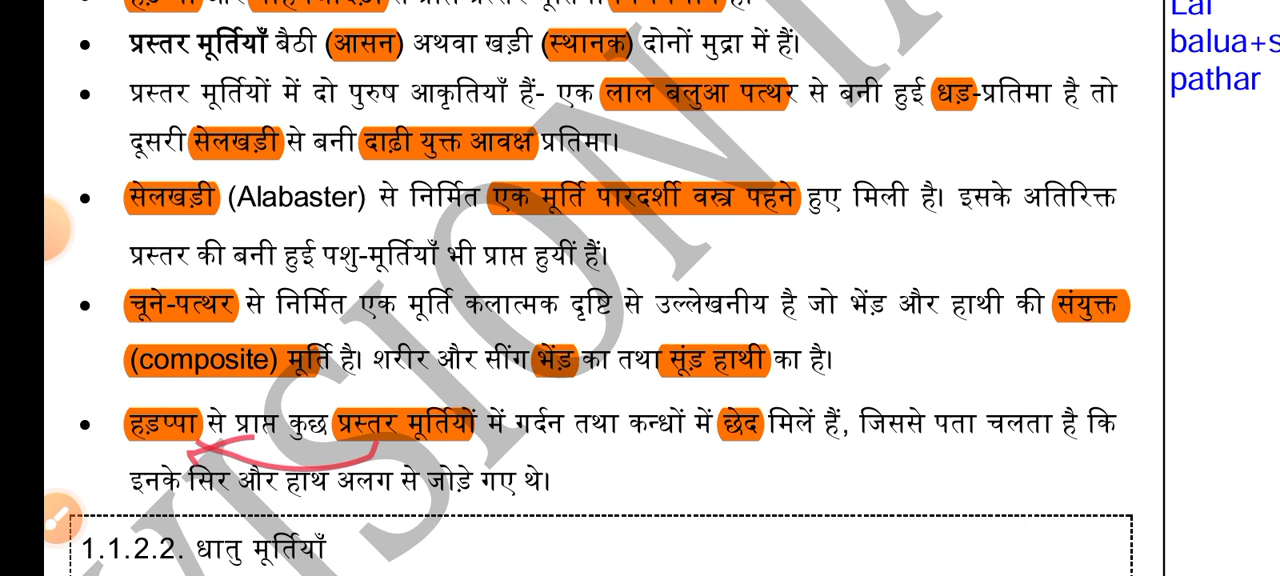 • प्रस्तर मूर्तियाँ बैठी (आसन) अथवा खड़ी (स्थानक) दोनों मुद्रा में हैं।
• प्रस्तर मूर्तियों में दो पुरुष आकृतियाँ हैं- एक लाल बलुआ पत्थर से बनी हुई धड़-प्रतिमा है तो
दूसरी सेलखड़ी से बनी दाढ़ी युक्त आवक्ष प्रतिमा।
• सेलखड़ी (Alabaster) से निर्मित एक मूर्ति पारदर्शी वस्त्र पहने हुए मिली है। इसके अतिरिक्त
प्रस्तर की बनी हुई पशु-मूर्तियाँ भी प्राप्त हुयीं हैं।
• चूने-पत्थर से निर्मित एक मूर्ति कलात्मक दृष्टि से उल्लेखनीय है जो भेंड़ और हाथी की संयुक्त
(composite) मूर्ति है। शरीर और सींग भेंड़ का तथा सूंड़ हाथी का है।
• हड़प्पा से प्राप्त कुछ प्रस्तर मूर्तियों में गर्दन तथा कन्धों में छेद मिलें हैं, जिससे पता चलता है कि
इनके सिर और हाथ अलग से जोड़े गए थे।
1.1.2.2. धातु मूर्तियाँ
balua+s
pathar
VISION